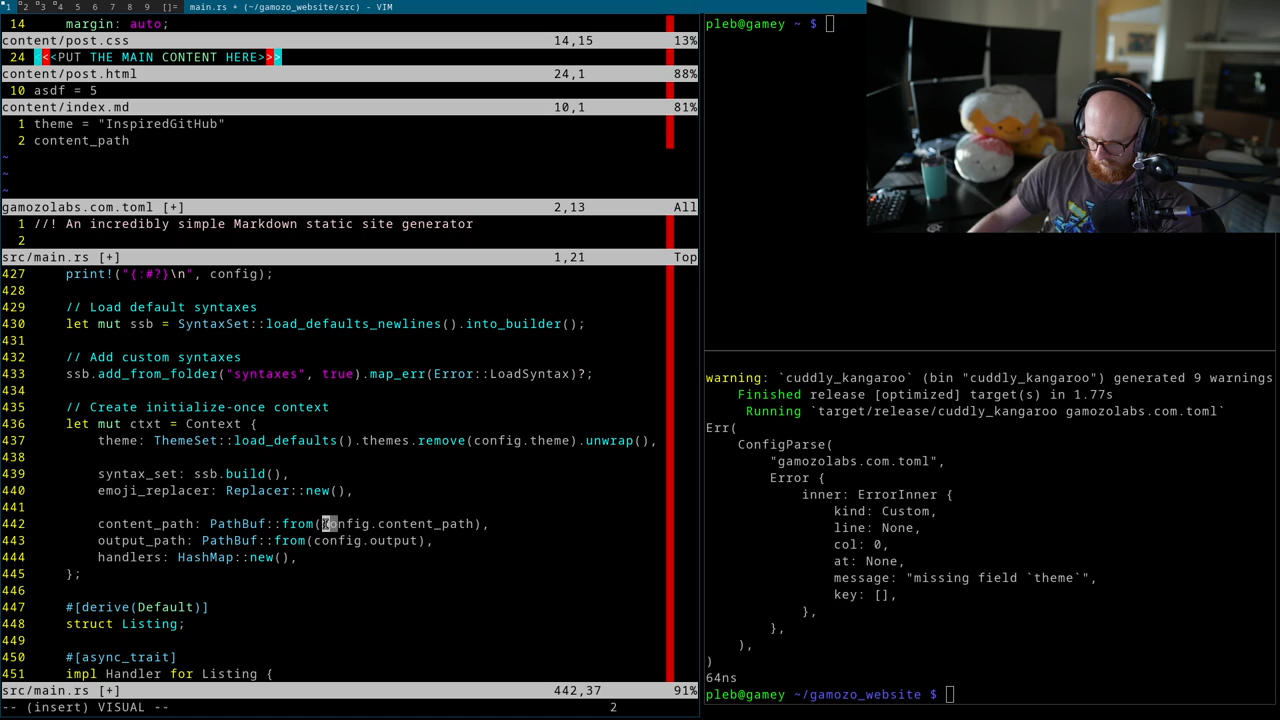 1 2 3 4 5 6 7 8 9 []= main.rs + (~/gamozo_website/src) - VIM
14 margin: auto;
content/post.css 14,15 13%
24 <<<PUT THE MAIN CONTENT HERE>>>
content/post.html 24,1 88%
10 asdf = 5
content/index.md 10,1 81%
1 theme = "InspiredGitHub"
2 content_path
~
~
~
gamozolabs.com.toml [+] 2,13 All
1 //! An incredibly simple Markdown static site generator
2
src/main.rs [+] 1,21 Top
427 print!("{:#?}\n", config);
428
429 // Load default syntaxes
430 let mut ssb = SyntaxSet::load_defaults_newlines().into_builder();
431
432 // Add custom syntaxes
433 ssb.add_from_folder("syntaxes", true).map_err(Error::LoadSyntax)?;
434
435 // Create initialize-once context
436 let mut ctxt = Context {
437 theme: ThemeSet::load_defaults().themes.remove(config.theme).unwrap(),
438
439 syntax_set: ssb.build(),
440 emoji_replacer: Replacer::new(),
441
442 content_path: PathBuf::from(config.content_path),
443 output_path: PathBuf::from(config.output),
444 handlers: HashMap::new(),
445 };
446
447 #[derive(Default)]
448 struct Listing;
449
450 #[async_trait]
451 impl Handler for Listing {
src/main.rs [+] 442,37 91%
-- (insert) VISUAL -- 2
pleb@gamey ~ $
warning: `cuddly_kangaroo` (bin "cuddly_kangaroo") generated 9 warnings
Finished release [optimized] target(s) in 1.77s
Running `target/release/cuddly_kangaroo gamozolabs.com.toml`
Err(
ConfigParse(
"gamozolabs.com.toml",
Error {
inner: ErrorInner {
kind: Custom,
line: None,
col: 0,
at: None,
message: "missing field `theme`",
key: [],
},
},
),
)
64ns
pleb@gamey ~/gamozo_website $